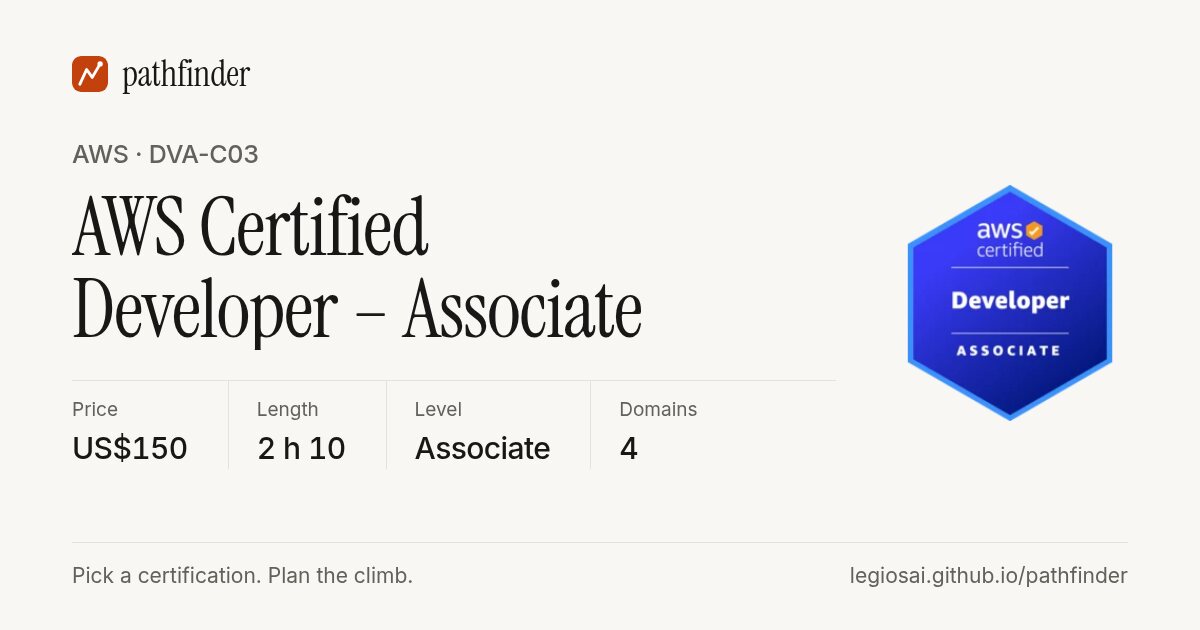 pathfinder
AWS · DVA-C03
AWS Certified
Developer – Associate
aws
certified
Developer
ASSOCIATE
Price
US$150
Length
2 h 10
Level
Associate
Domains
4
Pick a certification. Plan the climb.
legiosai.github.io/pathfinder